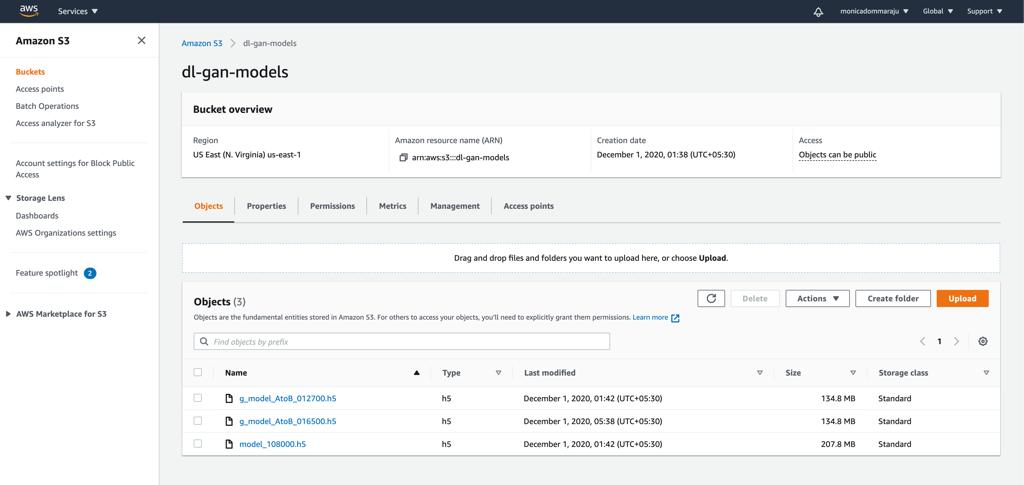 aws Services ▼ monicadommaraju ▼ Global ▼ Support ▼
Amazon S3
Buckets
Access points
Batch Operations
Access analyzer for S3
Account settings for Block Public
Access
Storage Lens
Dashboards
AWS Organizations settings
Feature spotlight 2
AWS Marketplace for S3
Amazon S3 > dl-gan-models
dl-gan-models
Bucket overview
Region Amazon resource name (ARN) Creation date Access
US East (N. Virginia) us-east-1 arn:aws:s3:::dl-gan-models December 1, 2020, 01:38 (UTC+05:30) Objects can be public
Objects Properties Permissions Metrics Management Access points
Drag and drop files and folders you want to upload here, or choose Upload.
Objects (3) Delete Actions ▼ Create folder Upload
Objects are the fundamental entities stored in Amazon S3. For others to access your objects, you'll need to explicitly grant them permissions. Learn more
Find objects by prefix < 1 >
Name Type Last modified Size Storage class
g_model_AtoB_012700.h5 h5 December 1, 2020, 01:42 (UTC+05:30) 134.8 MB Standard
g_model_AtoB_016500.h5 h5 December 1, 2020, 05:38 (UTC+05:30) 134.8 MB Standard
model_108000.h5 h5 December 1, 2020, 01:42 (UTC+05:30) 207.8 MB Standard